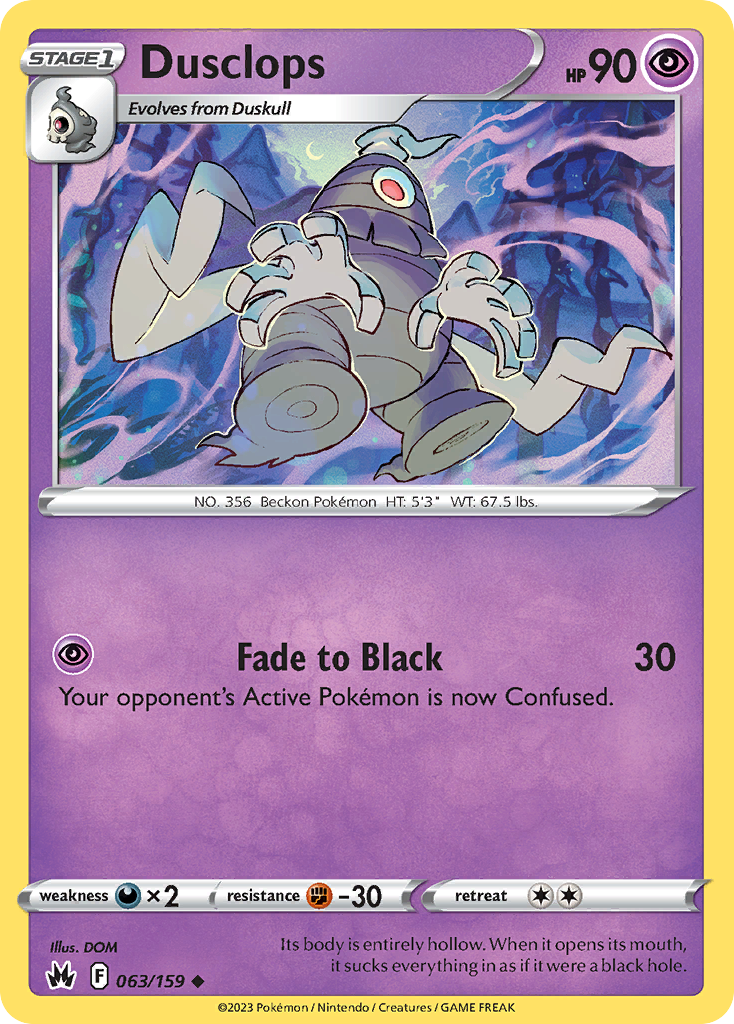 STAGE1
Dusclops
HP 90
Evolves from Duskull
NO. 356 Beckon Pokémon HT: 5'3" WT: 67.5 lbs.
Fade to Black 30
Your opponent's Active Pokémon is now Confused.
weakness ×2 resistance -30 retreat
Illus. DOM
Its body is entirely hollow. When it opens its mouth,
it sucks everything in as if it were a black hole.
F 063/159
©2023 Pokémon / Nintendo / Creatures / GAME FREAK